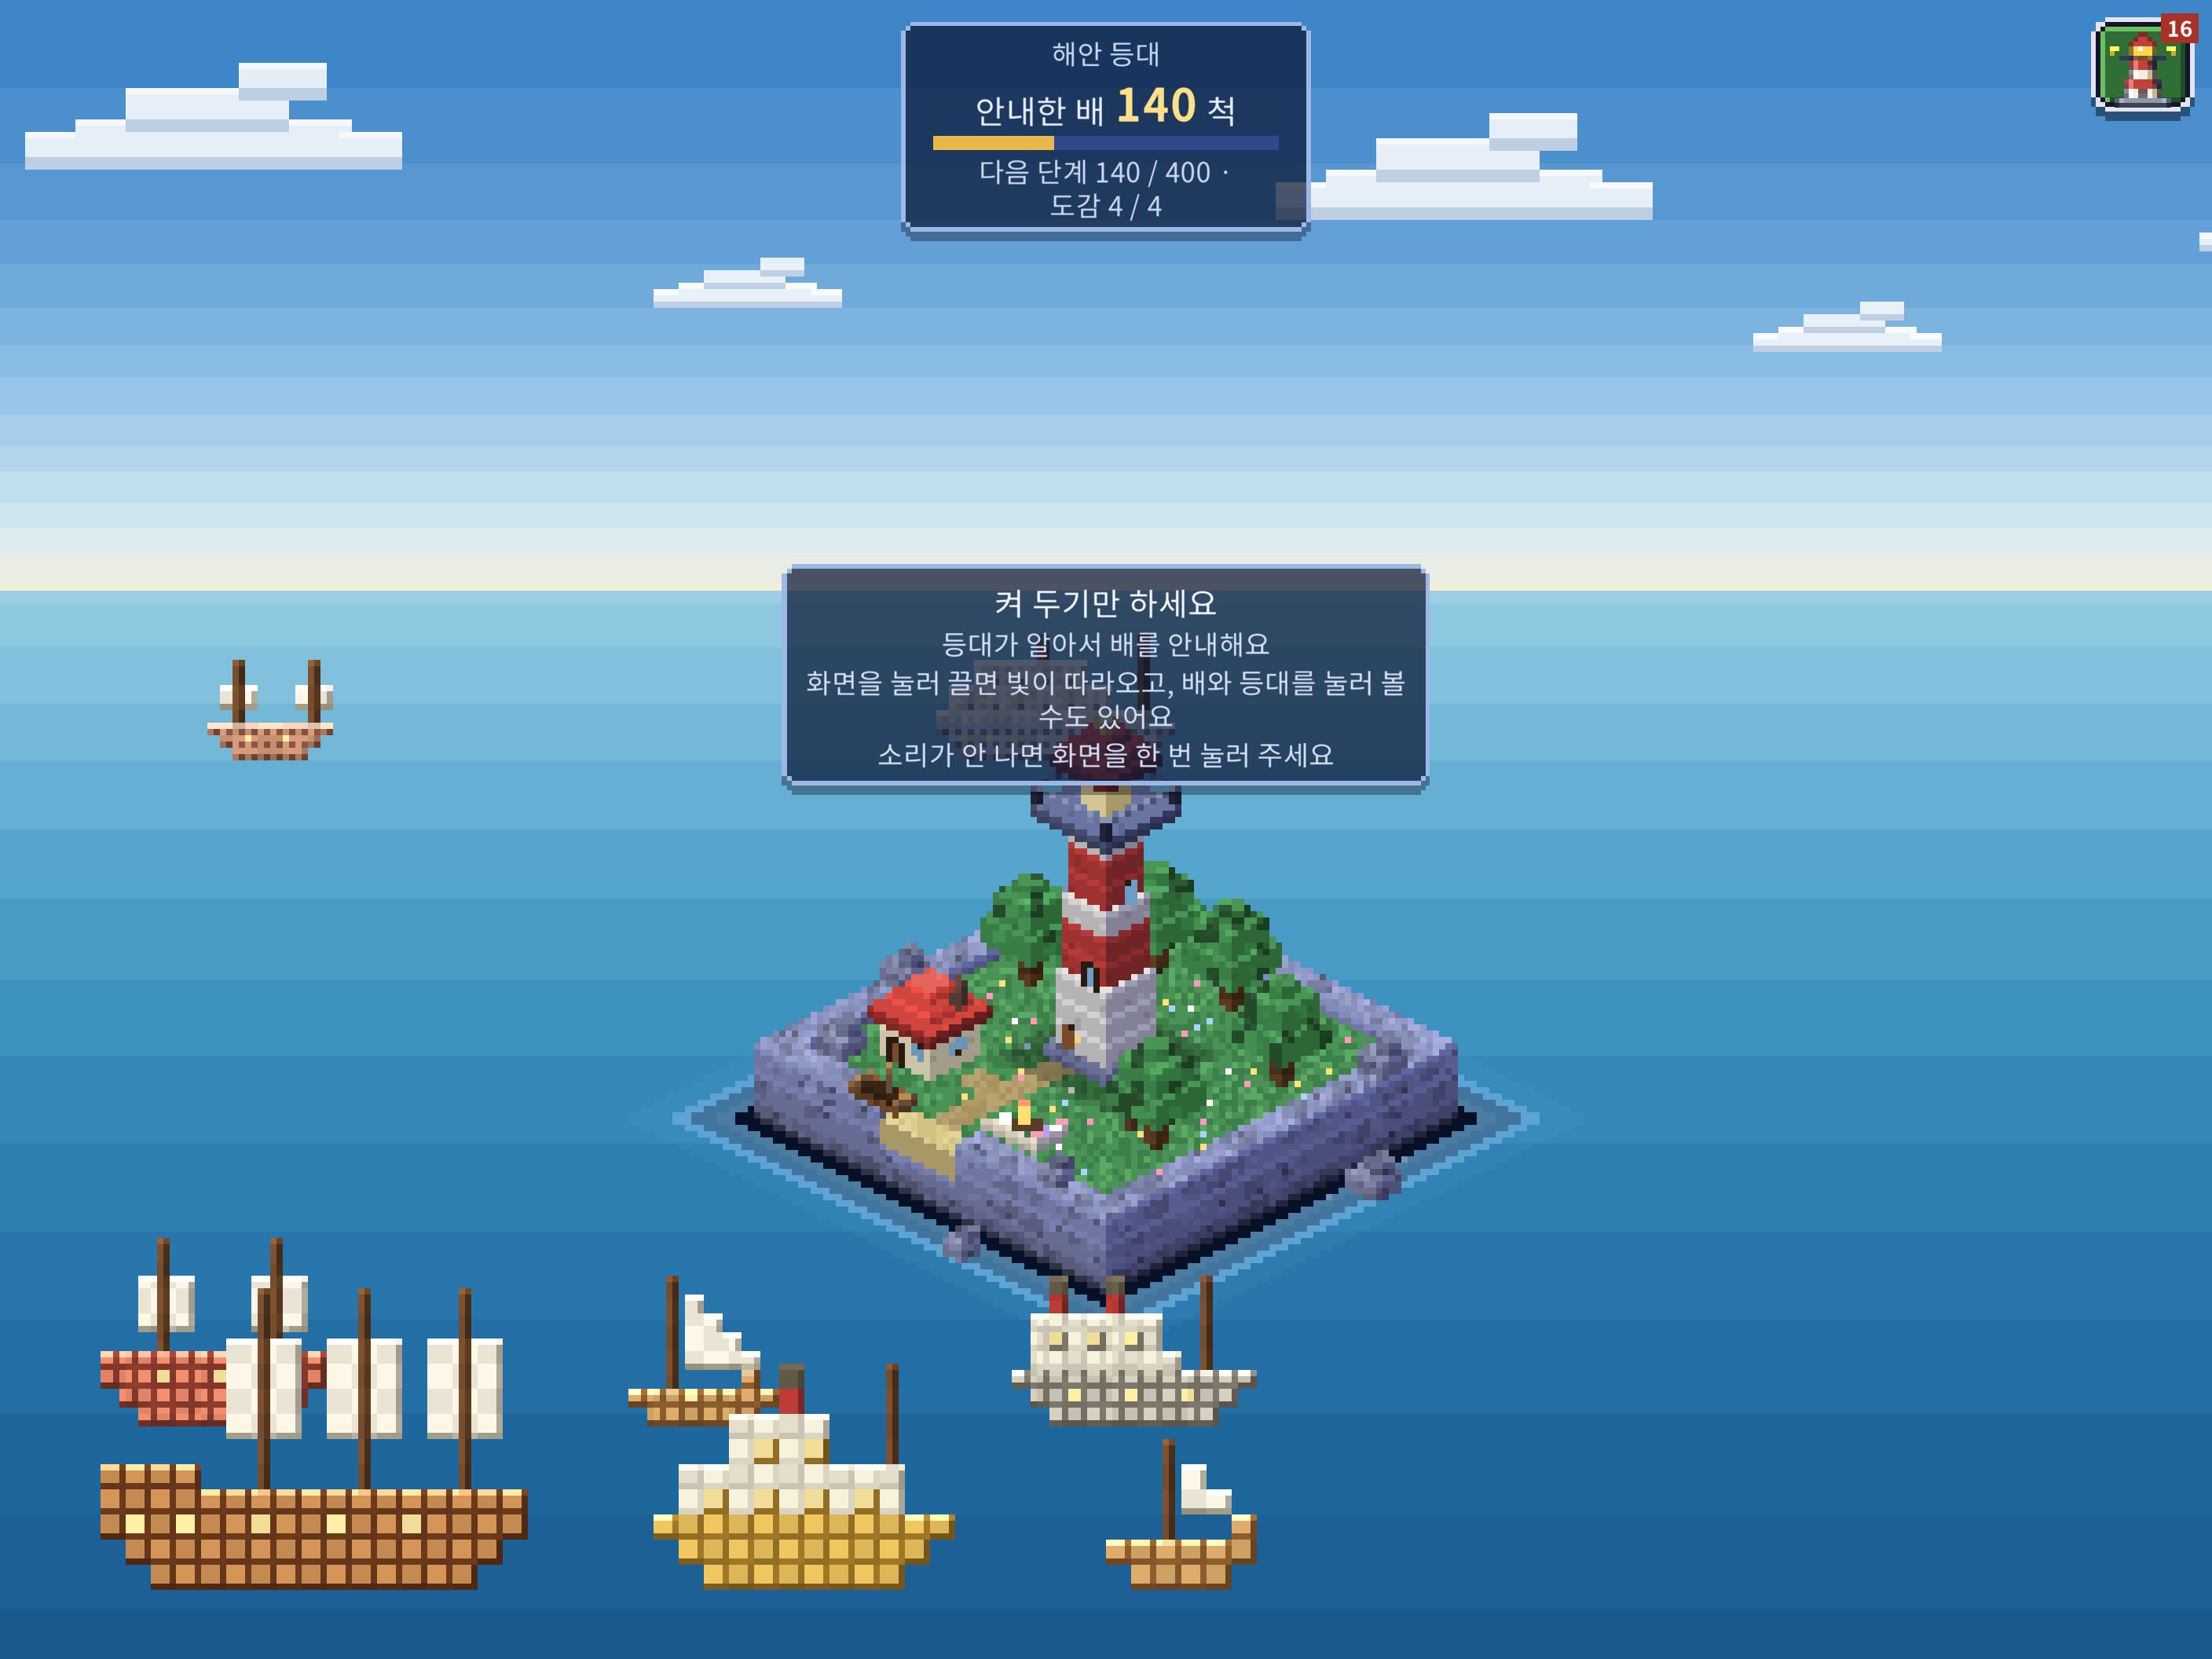 16
해안 등대
안내한 배 140 척
다음 단계 140 / 400 ·
도감 4 / 4
켜 두기만 하세요
등대가 알아서 배를 안내해요
화면을 눌러 끌면 빛이 따라오고, 배와 등대를 눌러 볼
수도 있어요
소리가 안 나면 화면을 한 번 눌러 주세요